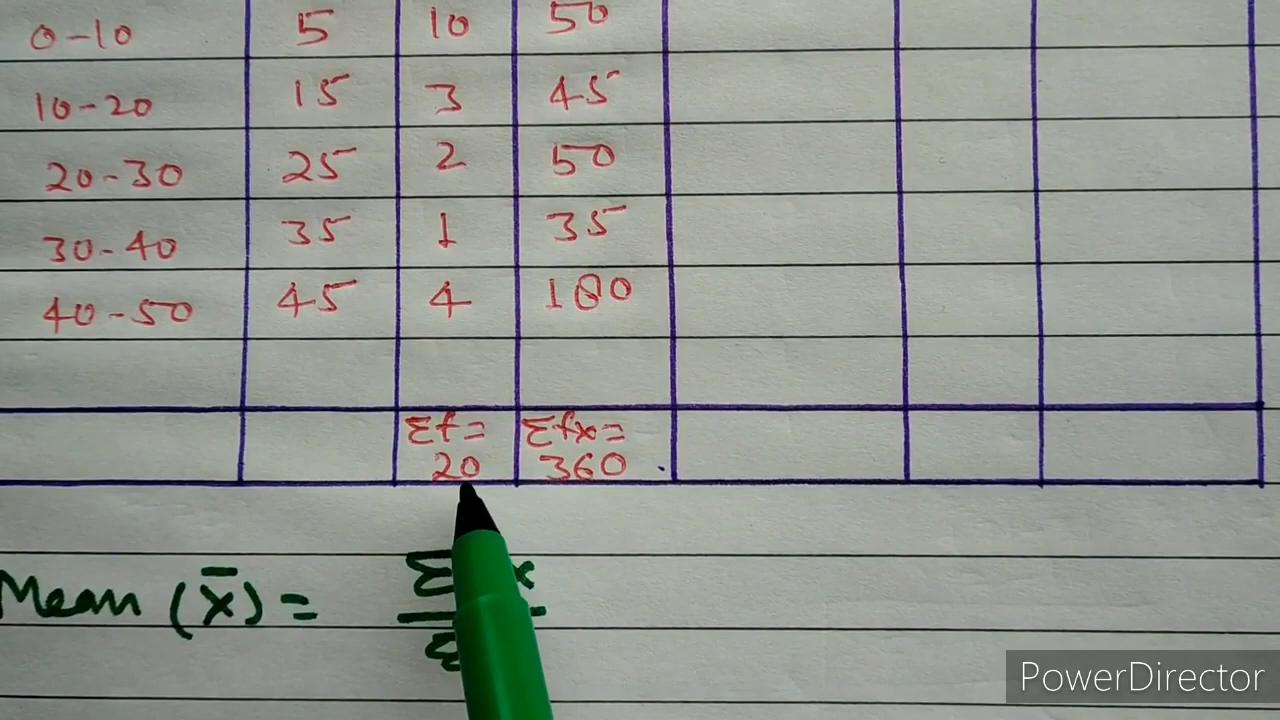 0-10 5 10 50
10-20 15 3 45
20-30 25 2 50
30-40 35 1 35
40-50 45 4 180
Σf= Σfx=
20 360
Mean (x̄) =
PowerDirector